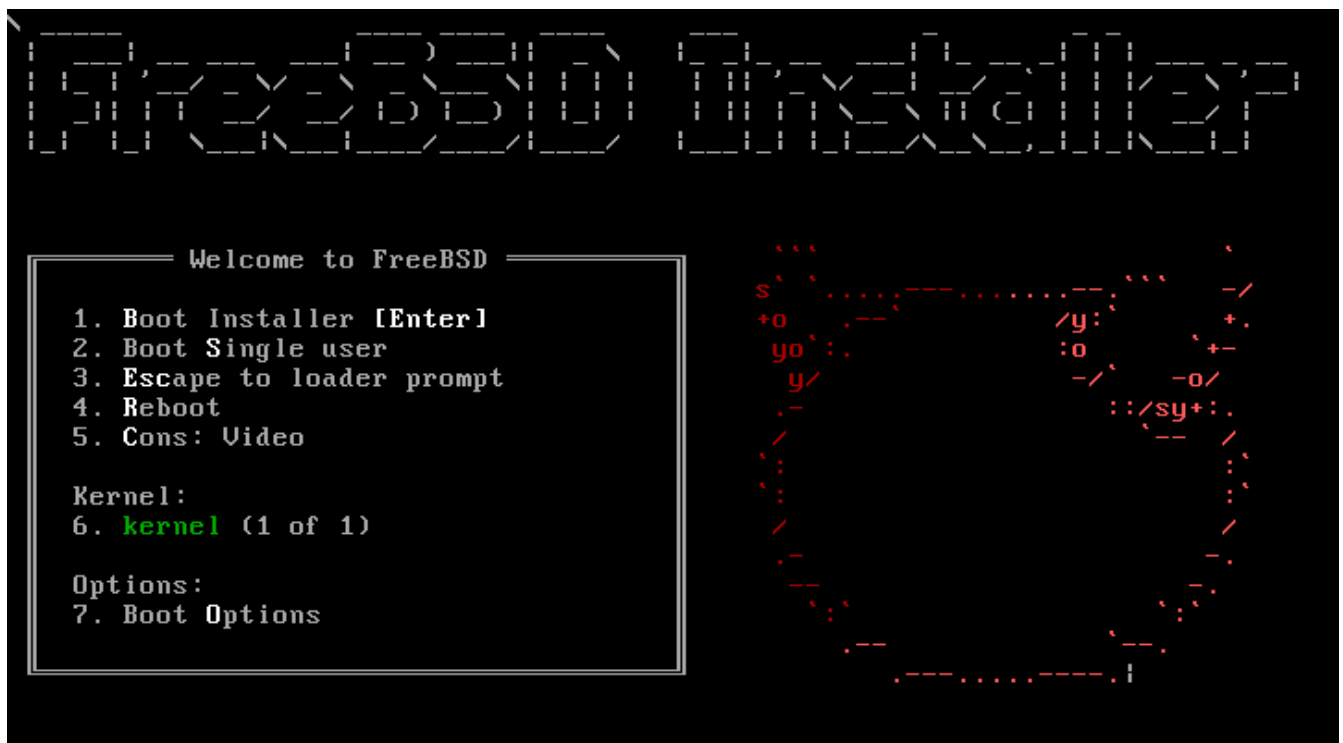 FreeBSD Installer
Welcome to FreeBSD
1. Boot Installer [Enter]
2. Boot Single user
3. Escape to loader prompt
4. Reboot
5. Cons: Video
Kernel:
6. kernel (1 of 1)
Options:
7. Boot Options